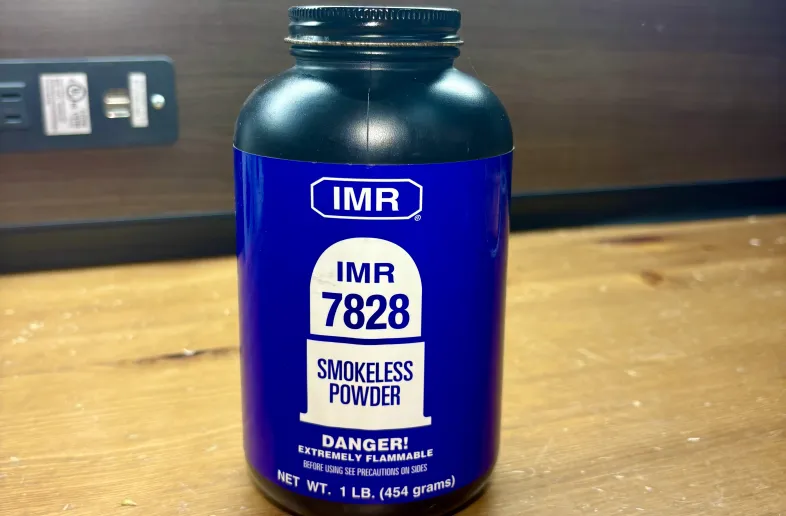 IMR
®
IMR
7828
SMOKELESS
POWDER
DANGER!
EXTREMELY FLAMMABLE
BEFORE USING SEE PRECAUTIONS ON SIDES
NET WT. 1 LB. (454 grams)